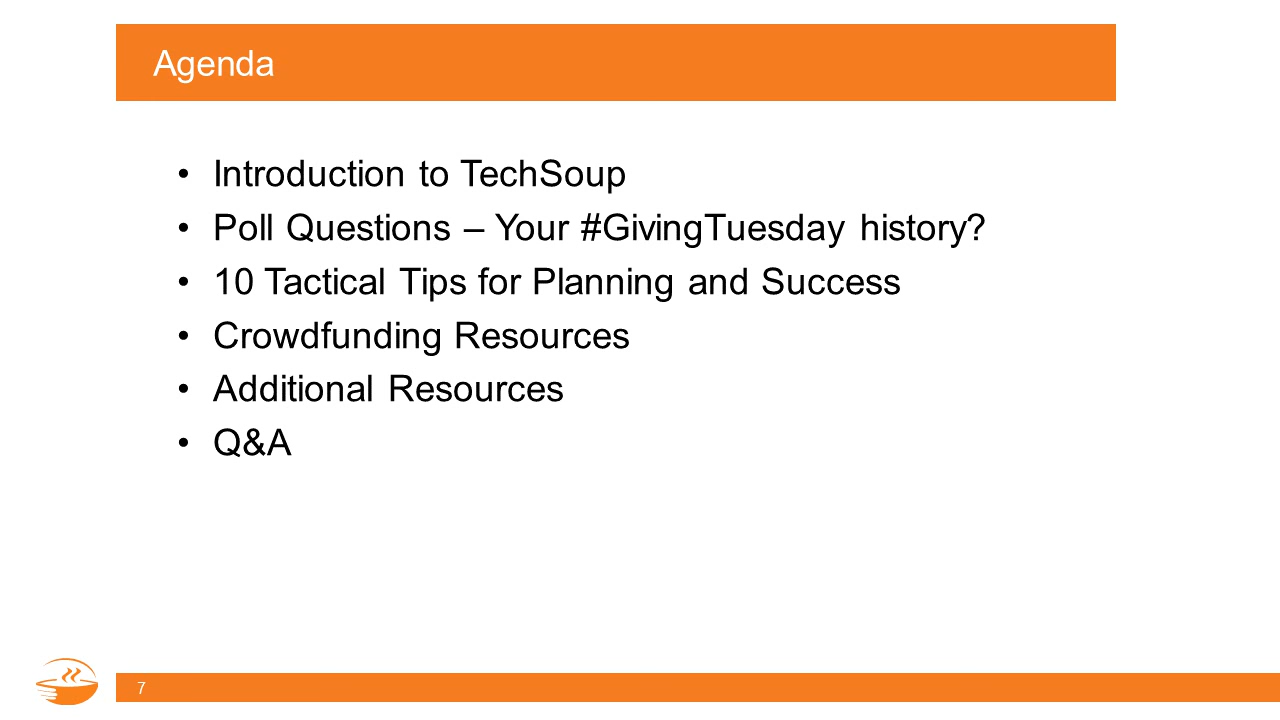 Agenda
• Introduction to TechSoup
• Poll Questions – Your #GivingTuesday history?
• 10 Tactical Tips for Planning and Success
• Crowdfunding Resources
• Additional Resources
• Q&A
7